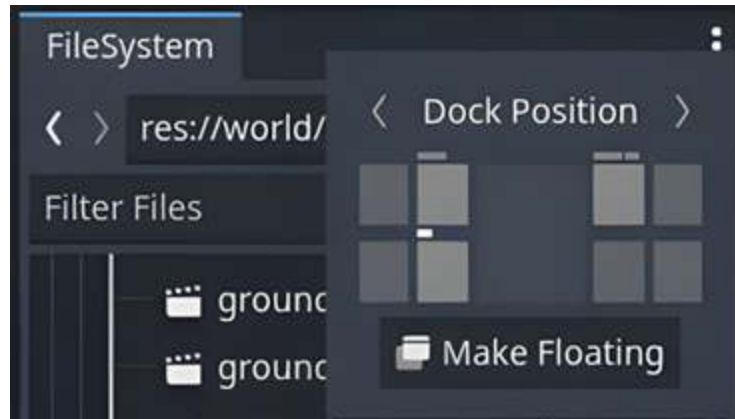 FileSystem
res://world/
Dock Position
Filter Files
ground
ground
Make Floating